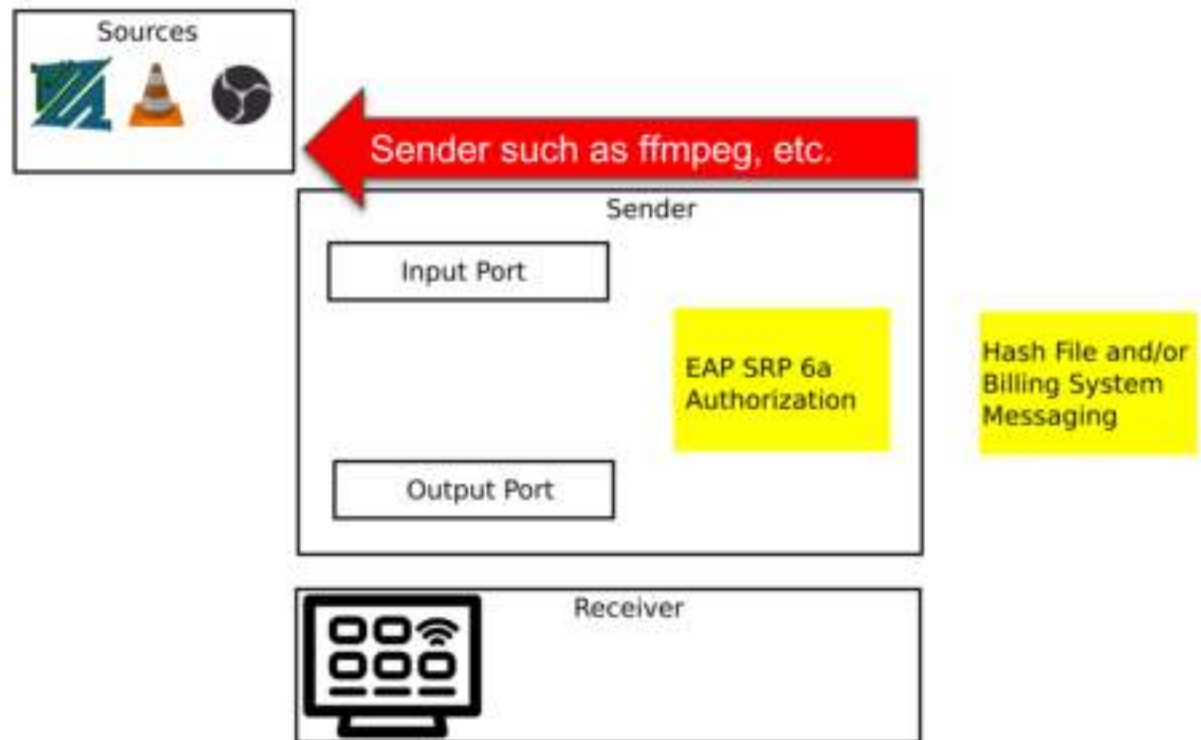 Sources
Sender such as ffmpeg, etc.
Sender
Input Port
EAP SRP 6a
Authorization
Hash File and/or
Billing System
Messaging
Output Port
Receiver